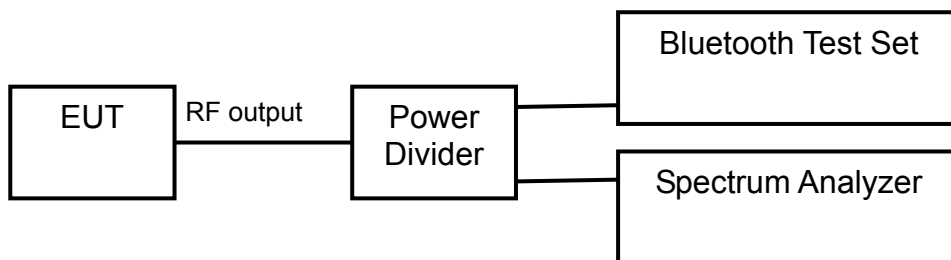 EUT
RF output
Power
Divider
Bluetooth Test Set
Spectrum Analyzer